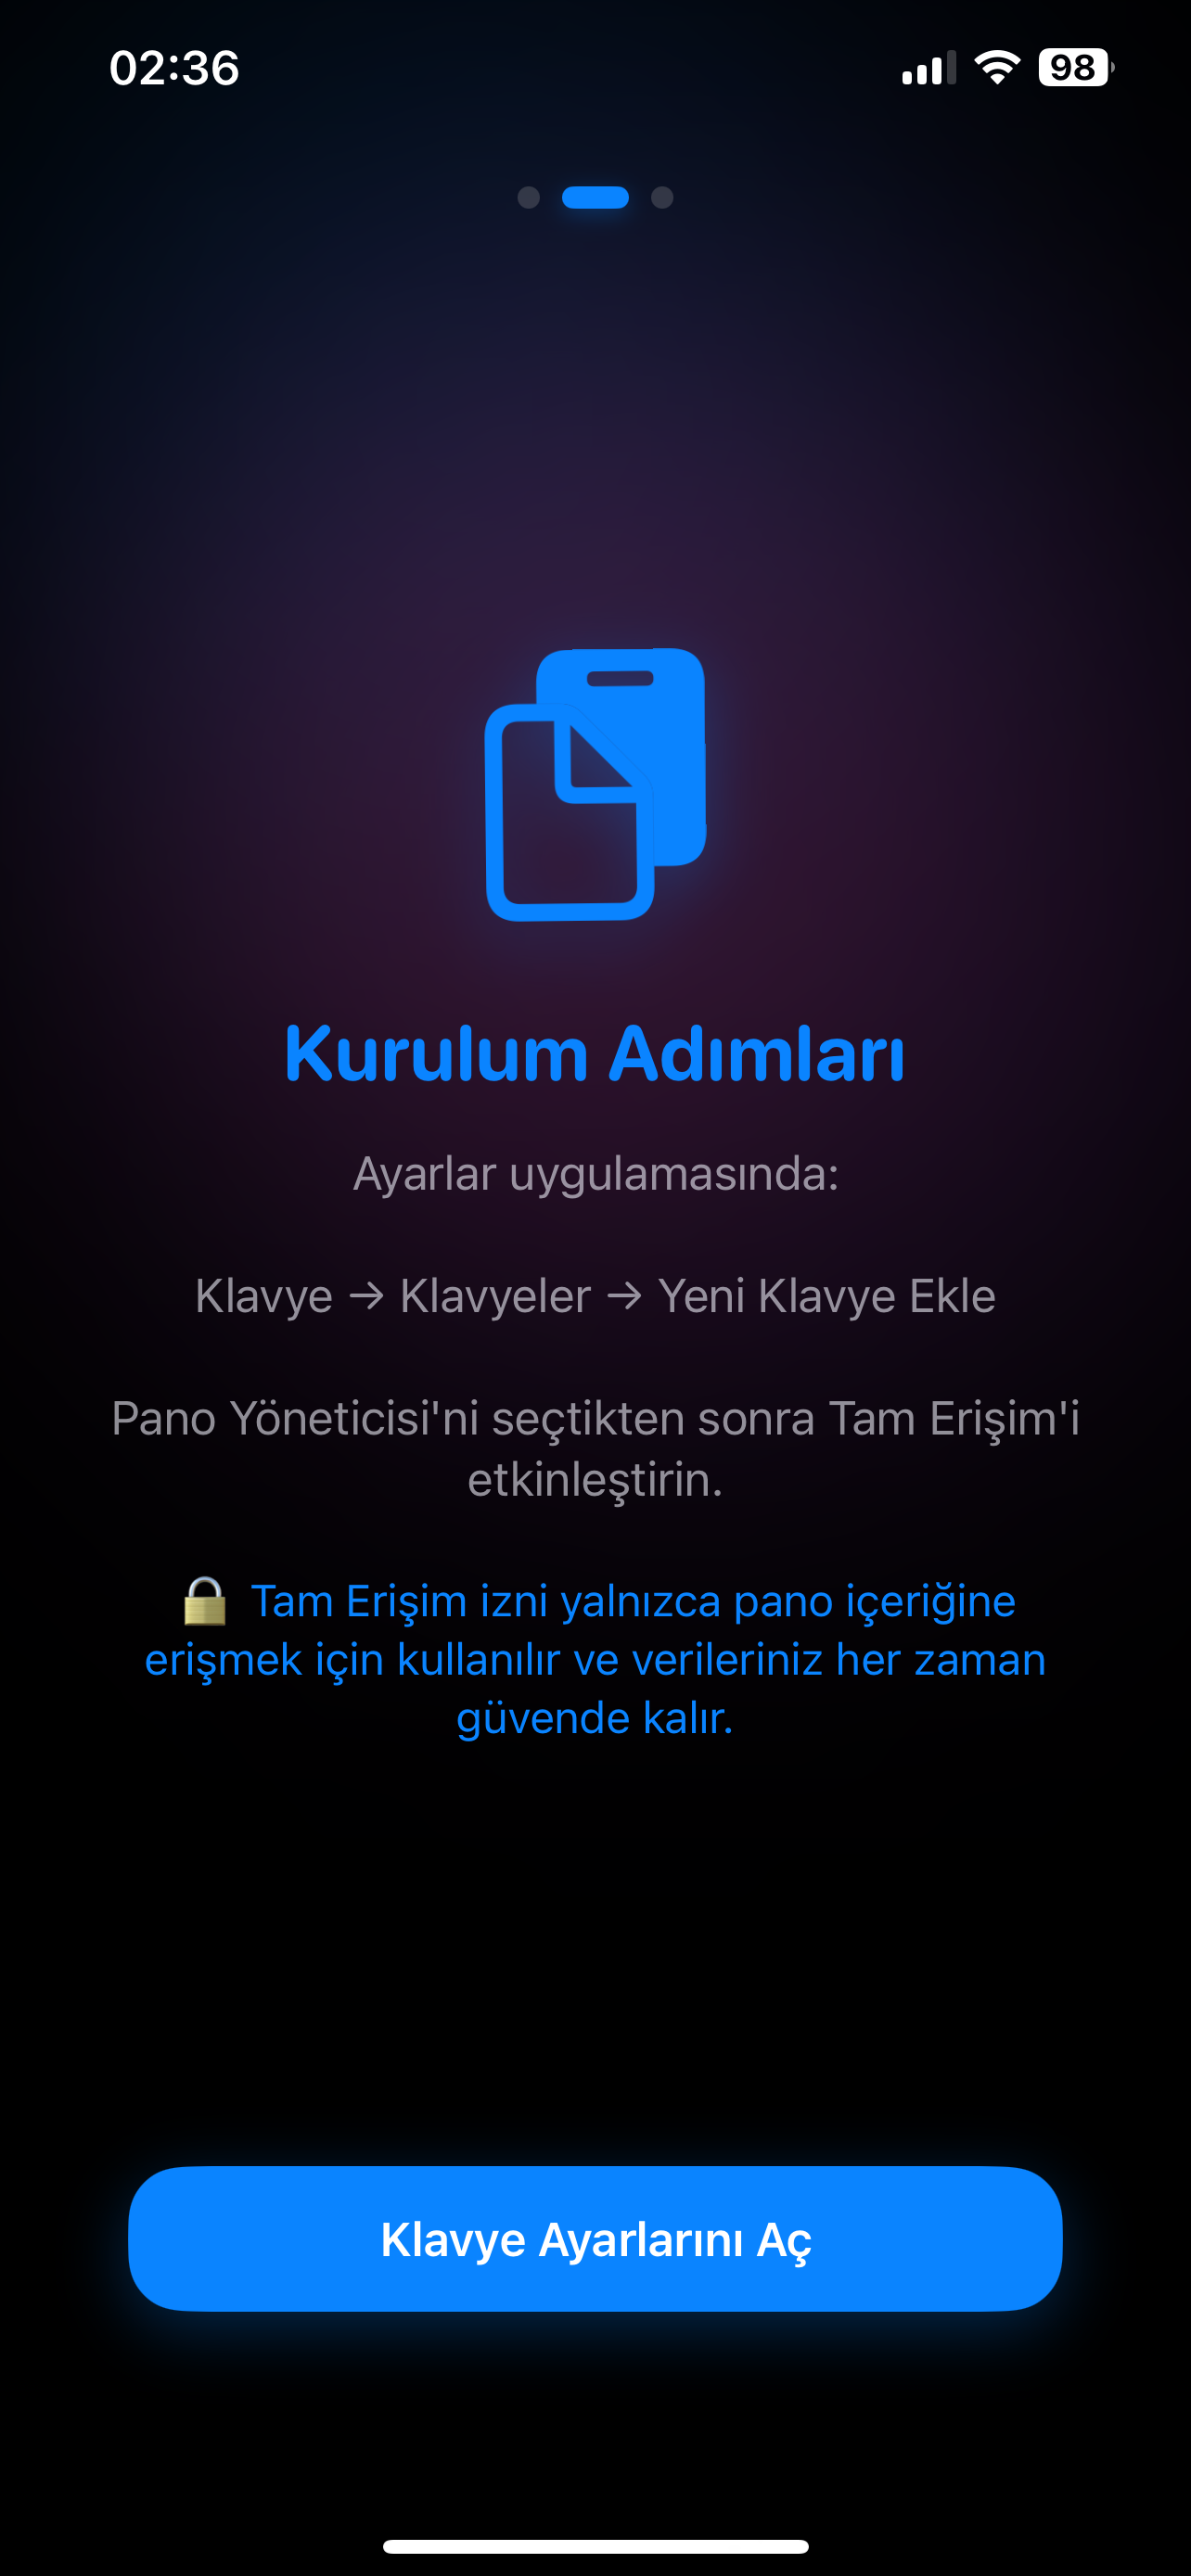 02:36
98
Kurulum Adımları
Ayarlar uygulamasında:
Klavye → Klavyeler → Yeni Klavye Ekle
Pano Yöneticisi'ni seçtikten sonra Tam Erişim'i
etkinleştirin.
🔒 Tam Erişim izni yalnızca pano içeriğine
erişmek için kullanılır ve verileriniz her zaman
güvende kalır.
Klavye Ayarlarını Aç